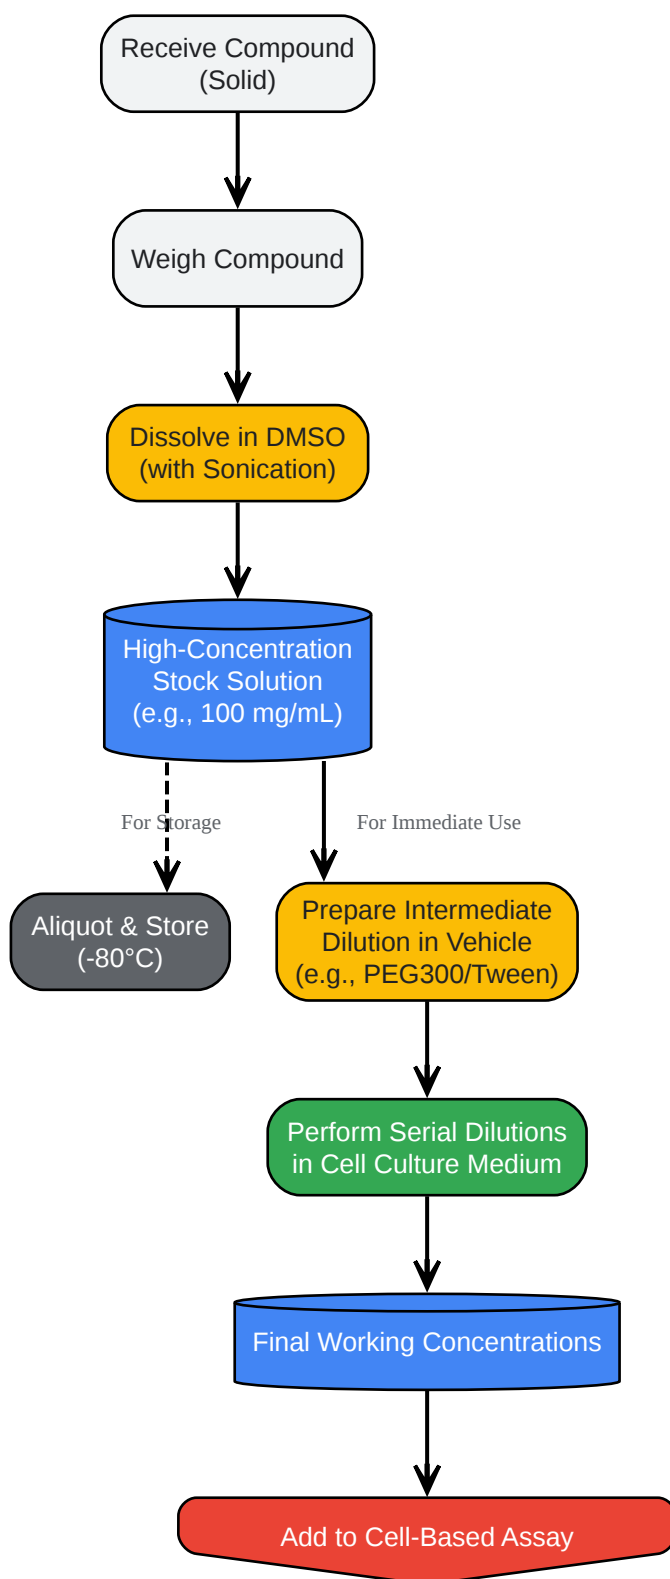 Receive Compound
(Solid)
Weigh Compound
Dissolve in DMSO
(with Sonication)
High-Concentration
Stock Solution
(e.g., 100 mg/mL)
For Storage
For Immediate Use
Aliquot & Store
(-80°C)
Prepare Intermediate
Dilution in Vehicle
(e.g., PEG300/Tween)
Perform Serial Dilutions
in Cell Culture Medium
Final Working Concentrations
Add to Cell-Based Assay